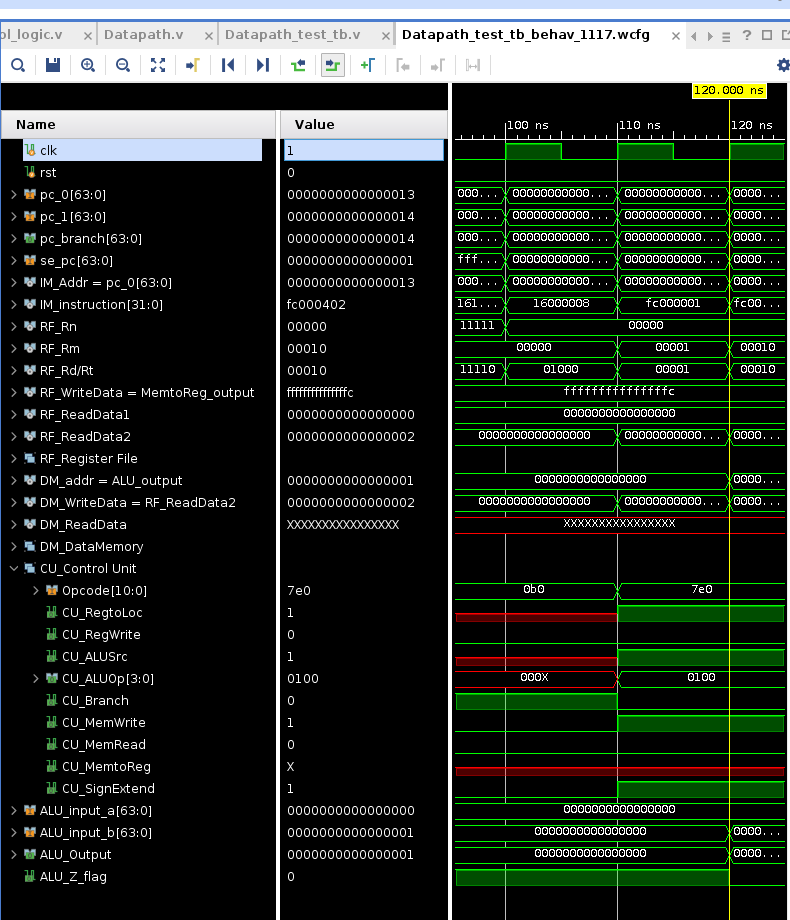 ol_logic.v × Datapath.v × Datapath_test_tb.v × Datapath_test_tb_behav_1117.wcfg × ?
120.000 ns
Name Value 100 ns 110 ns 120 ns
clk 1
rst 0
pc_0[63:0] 0000000000000013 000... 00000000000... 00000000000... 0000...
pc_1[63:0] 0000000000000014 000... 00000000000... 00000000000... 0000...
pc_branch[63:0] 0000000000000014 000... 00000000000... 00000000000... 0000...
se_pc[63:0] 0000000000000001 fff... 00000000000... 00000000000... 0000...
IM_Addr = pc_0[63:0] 0000000000000013 000... 00000000000... 00000000000... 0000...
IM_instruction[31:0] fc000402 161... 16000008 fc000001 fc00...
RF_Rn 00000 11111 00000
RF_Rm 00010 00000 00001 00010
RF_Rd/Rt 00010 11110 01000 00001 00010
RF_WriteData = MemtoReg_output fffffffffffffffc fffffffffffffffc
RF_ReadData1 0000000000000000 0000000000000000
RF_ReadData2 0000000000000002 0000000000000000 00000000000... 0000...
RF_Register File
DM_addr = ALU_output 0000000000000001 0000000000000000 0000...
DM_WriteData = RF_ReadData2 0000000000000002 0000000000000000 00000000000... 0000...
DM_ReadData XXXXXXXXXXXXXXXX XXXXXXXXXXXXXXXX
DM_DataMemory
CU_Control Unit
Opcode[10:0] 7e0 0b0 7e0
CU_RegtoLoc 1
CU_RegWrite 0
CU_ALUSrc 1
CU_ALUOp[3:0] 0100 000X 0100
CU_Branch 0
CU_MemWrite 1
CU_MemRead 0
CU_MemtoReg X
CU_SignExtend 1
ALU_input_a[63:0] 0000000000000000 0000000000000000
ALU_input_b[63:0] 0000000000000001 0000000000000000 0000...
ALU_Output 0000000000000001 0000000000000000 0000...
ALU_Z_flag 0